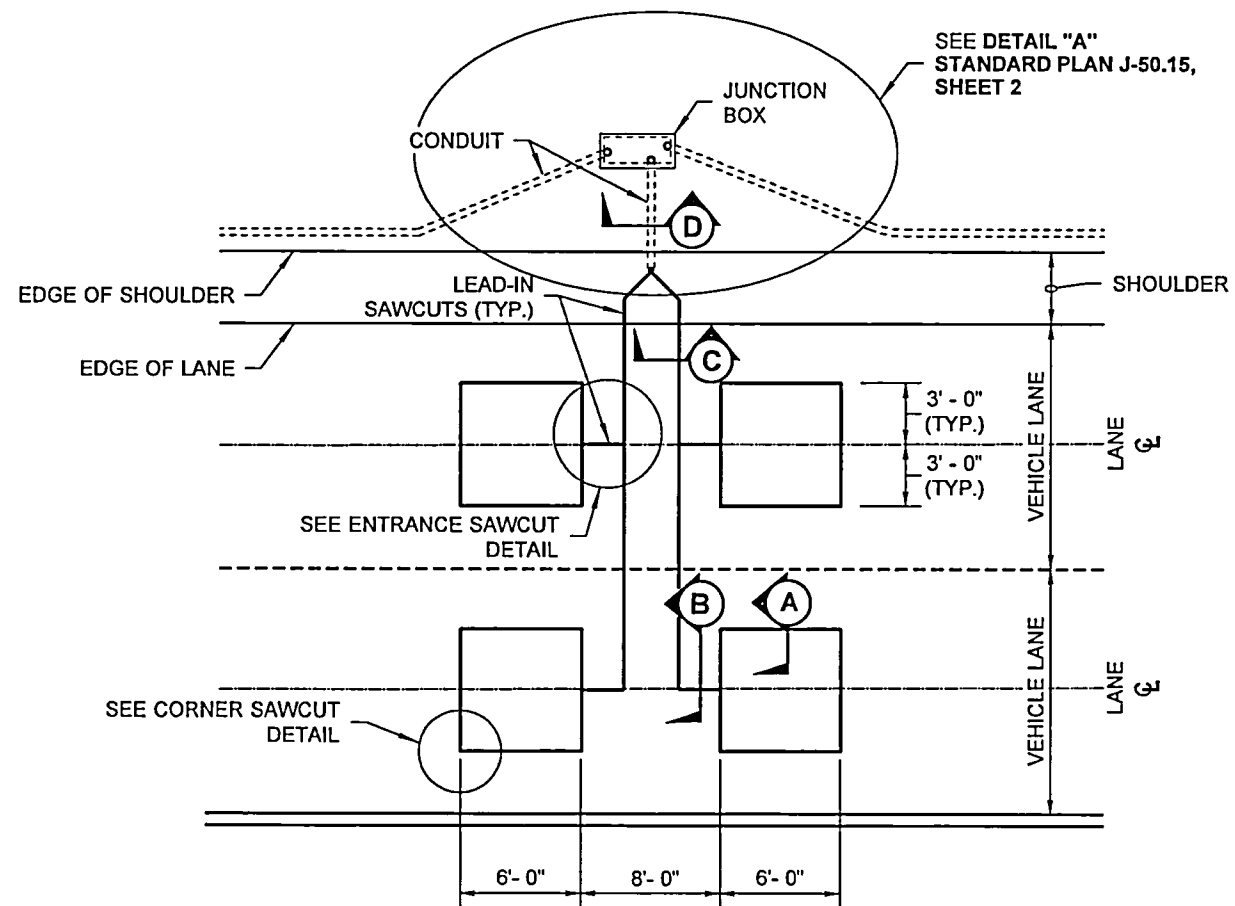 SEE DETAIL "A"
STANDARD PLAN J-50.15,
SHEET 2
JUNCTION
BOX
CONDUIT
D
EDGE OF SHOULDER
LEAD-IN
SAWCUTS (TYP.)
SHOULDER
EDGE OF LANE
C
3' - 0"
(TYP.)
3' - 0"
(TYP.)
VEHICLE LANE
LANE
CL
SEE ENTRANCE SAWCUT
DETAIL
B
A
VEHICLE LANE
LANE
CL
SEE CORNER SAWCUT
DETAIL
6'- 0"
8'- 0"
6'- 0"